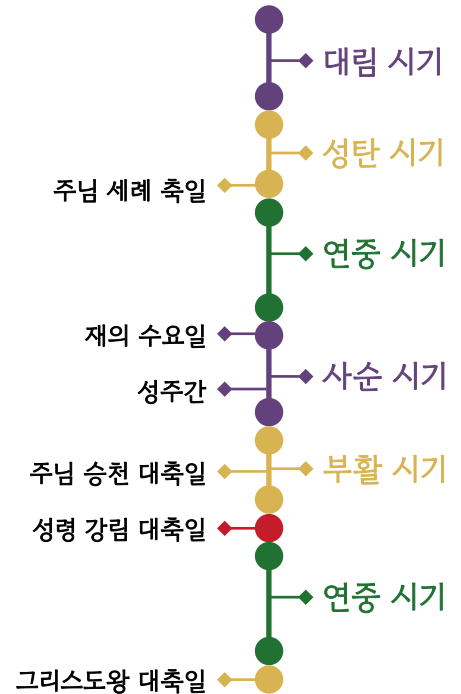 대림 시기
성탄 시기
주님 세례 축일
연중 시기
재의 수요일
사순 시기
성주간
부활 시기
주님 승천 대축일
성령 강림 대축일
연중 시기
그리스도왕 대축일